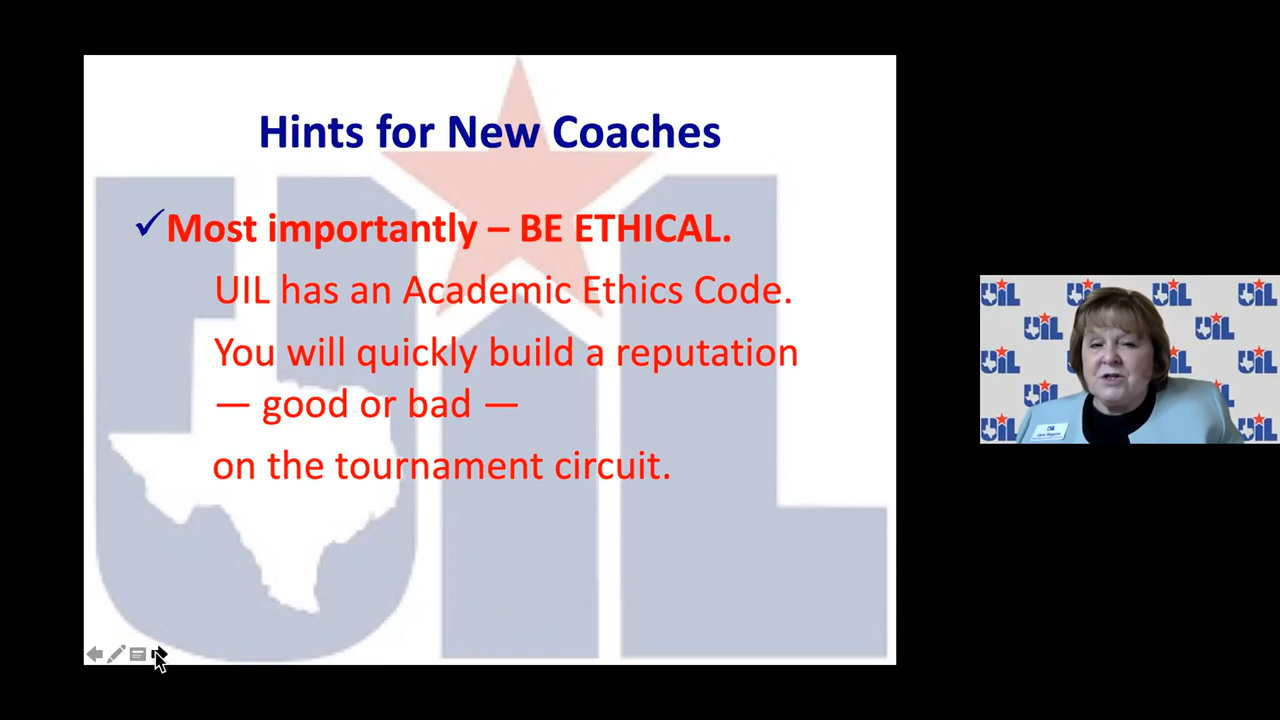 Hints for New Coaches
✓Most importantly – BE ETHICAL.
UIL has an Academic Ethics Code.
You will quickly build a reputation
— good or bad —
on the tournament circuit.
UIL